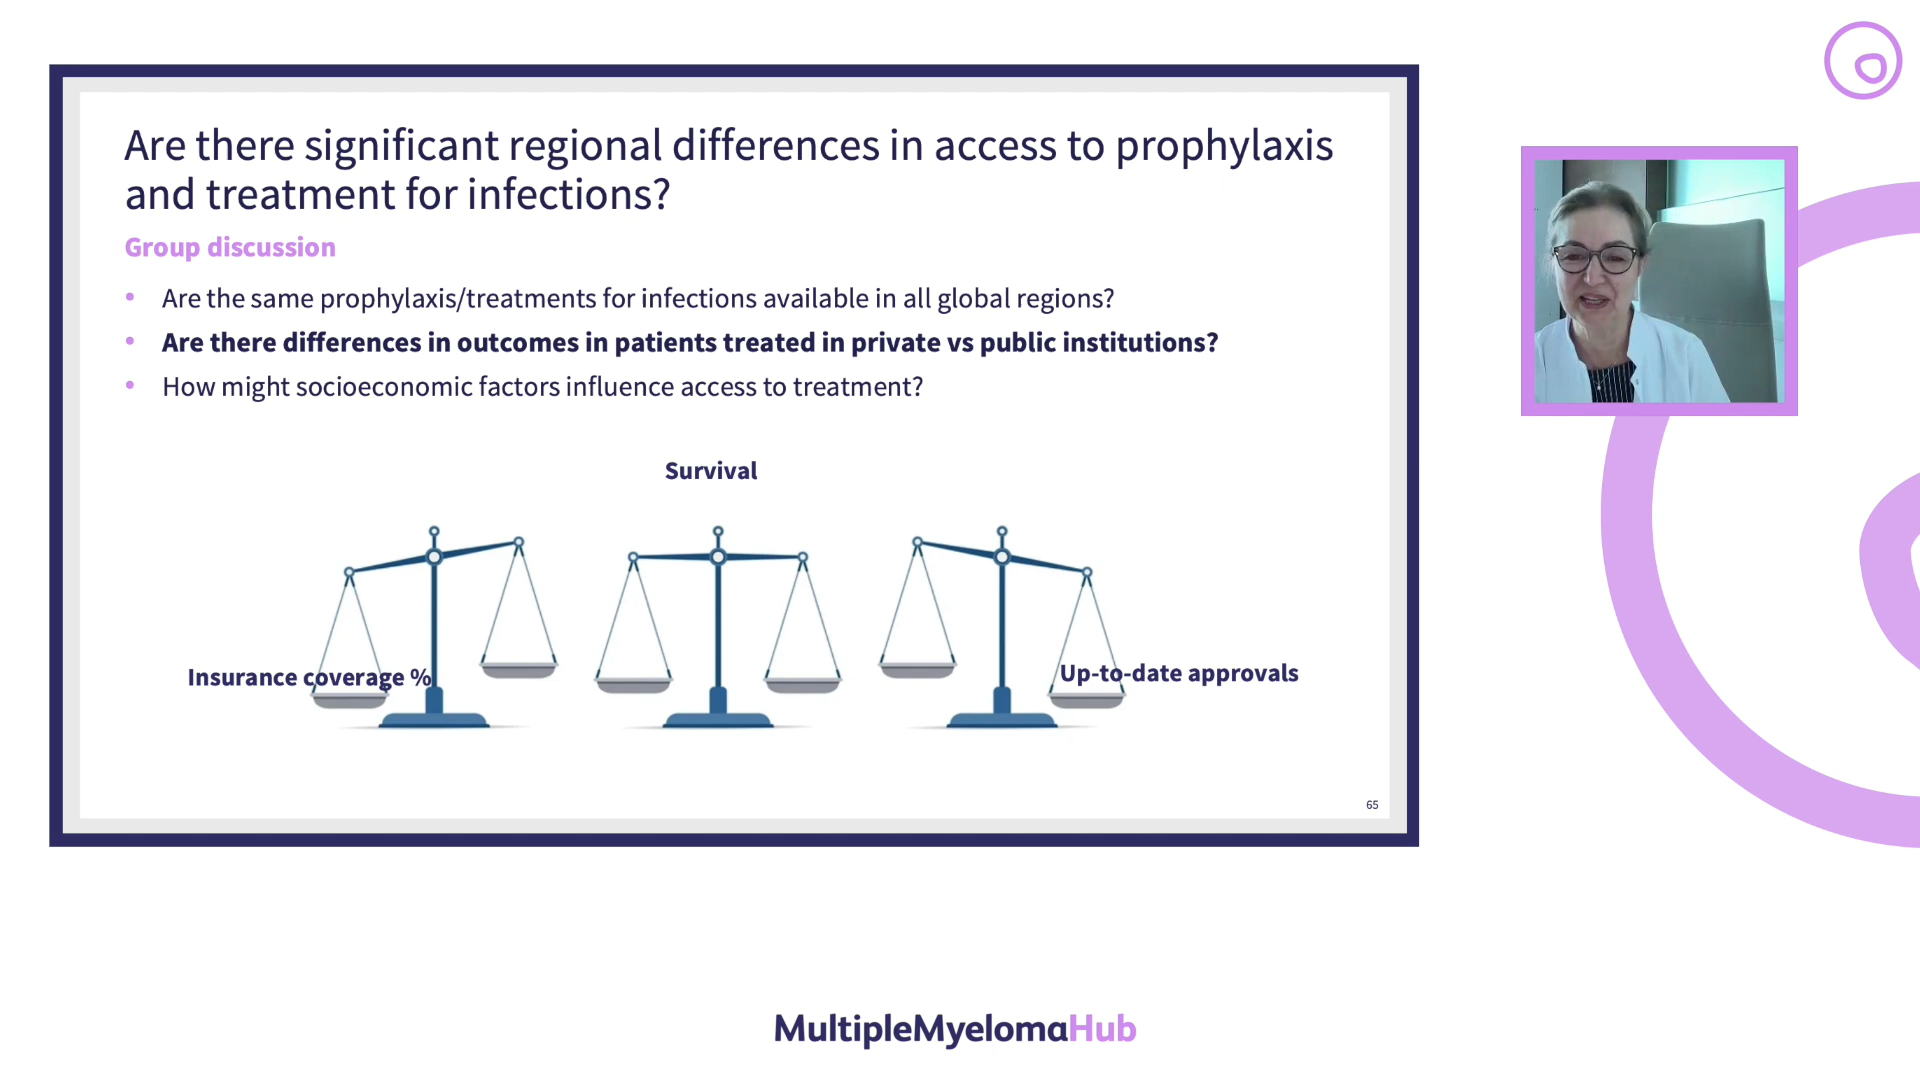 Are there significant regional differences in access to prophylaxis
and treatment for infections?
Group discussion
• Are the same prophylaxis/treatments for infections available in all global regions?
• Are there differences in outcomes in patients treated in private vs public institutions?
• How might socioeconomic factors influence access to treatment?
Survival
Insurance coverage %
Up-to-date approvals
65
MultipleMyelomaHub